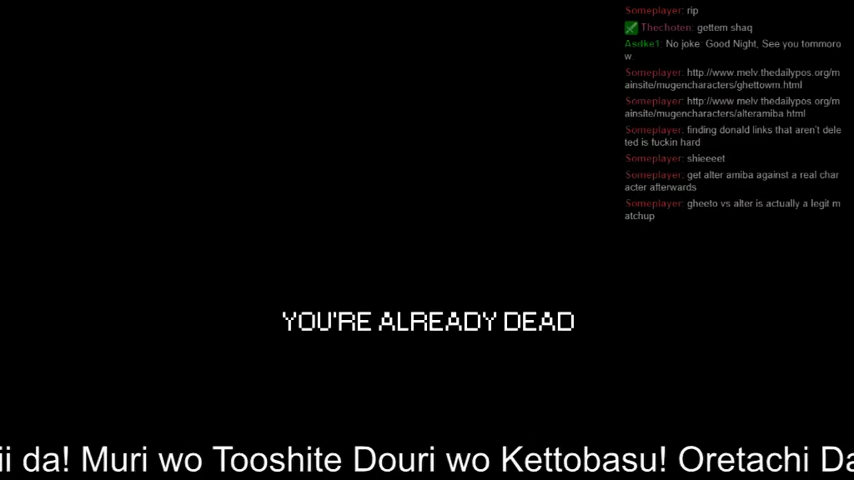 Someplayer: rip
Thechoten: gettem shaq
Asdke1: No joke. Good Night, See you tommoro
w.
Someplayer: http://www.melv.thedailypos.org/m
ainsite/mugencharacters/ghettowm.html
Someplayer: http://www.melv.thedailypos.org/m
ainsite/mugencharacters/alteramiba.html
Someplayer: finding donald links that aren't dele
ted is fuckin hard
Someplayer: shieeeet
Someplayer: get alter amiba against a real char
acter afterwards
Someplayer: gheeto vs alter is actually a legit m
atchup
YOU'RE ALREADY DEAD
ii da! Muri wo Tooshite Douri wo Kettobasu! Oretachi Da